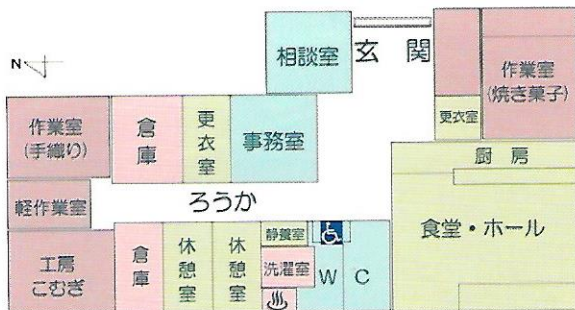 N
相談室
玄関
作業室
(焼き菓子)
作業室
(手織り)
倉庫
更衣室
事務室
更衣室
厨房
軽作業室
ろうか
食堂・ホール
工房
こむぎ
倉庫
休憩室
休憩室
静養室
洗濯室
WC